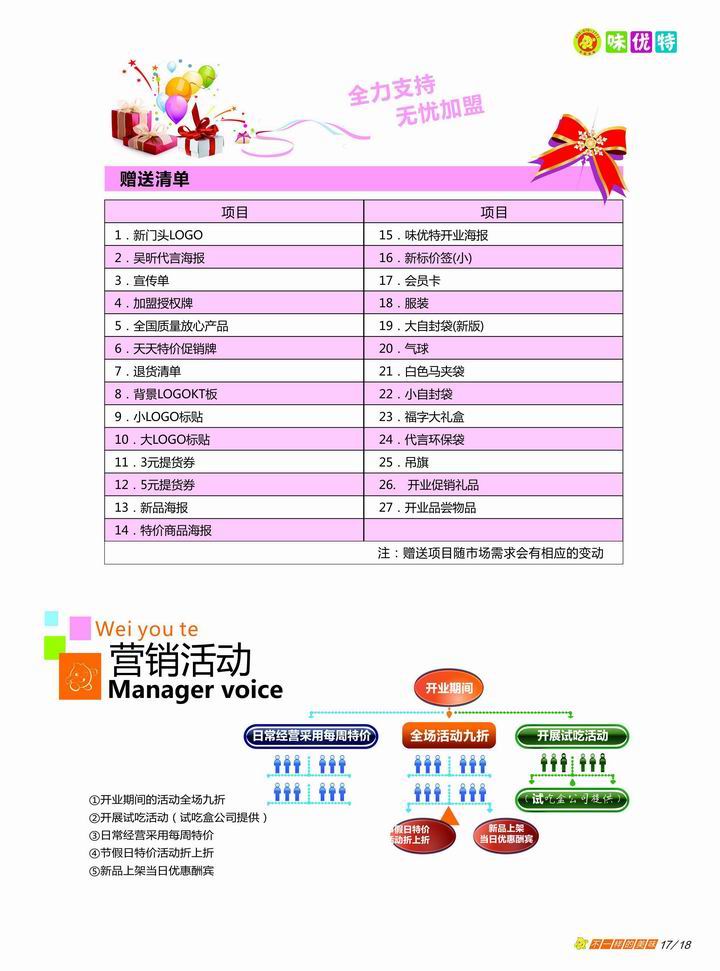 味优特
全力支持
无忧加盟
赠送清单
项目 项目
1．新门头LOGO 15．味优特开业海报
2．吴昕代言海报 16．新标价签(小)
3．宣传单 17．会员卡
4．加盟授权牌 18．服装
5．全国质量放心产品 19．大自封袋(新版)
6．天天特价促销牌 20．气球
7．退货清单 21．白色马夹袋
8．背景LOGOKT板 22．小自封袋
9．小LOGO标贴 23．福字大礼盒
10．大LOGO标贴 24．代言环保袋
11．3元提货券 25．吊旗
12．5元提货券 26． 开业促销礼品
13．新品海报 27．开业品尝物品
14．特价商品海报
注：赠送项目随市场需求会有相应的变动
Wei you te
营销活动
Manager voice
开业期间
日常经营采用每周特价 全场活动九折 开展试吃活动
（试吃盒公司提供）
假日特价
活动折上折
新品上架
当日优惠酬宾
①开业期间的活动全场九折
②开展试吃活动（试吃盒公司提供）
③日常经营采用每周特价
④节假日特价活动折上折
⑤新品上架当日优惠酬宾
不一样的美味 17/18